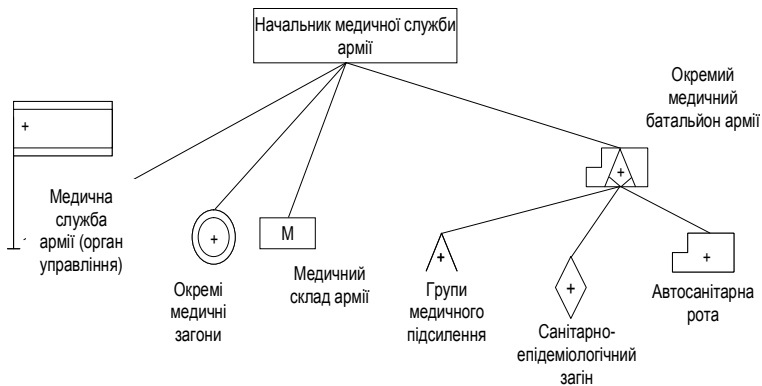 Начальник медичної служби
армії
Окремий
медичний
батальйон армії
Медична
служба
армії (орган
управління)
М
Окремі
медичні
загони
Медичний
склад армії
Групи
медичного
підсилення
Санітарно-
епідеміологічний
загін
Автосанітарна
рота